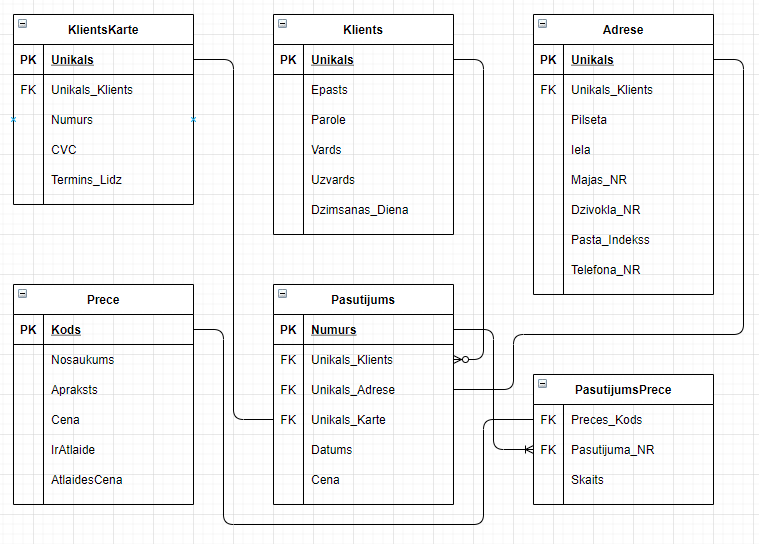 KlientsKarte
PK Unikals
FK Unikals_Klients
Numurs
CVC
Termins_Lidz
Klients
PK Unikals
Epasts
Parole
Vards
Uzvards
Dzimsanas_Diena
Adrese
PK Unikals
FK Unikals_Klients
Pilseta
Iela
Majas_NR
Dzivokla_NR
Pasta_Indekss
Telefona_NR
Prece
PK Kods
Nosaukums
Apraksts
Cena
IrAtlaide
AtlaidesCena
Pasutijums
PK Numurs
FK Unikals_Klients
FK Unikals_Adrese
FK Unikals_Karte
Datums
Cena
PasutijumsPrece
FK Preces_Kods
FK Pasutijuma_NR
Skaits